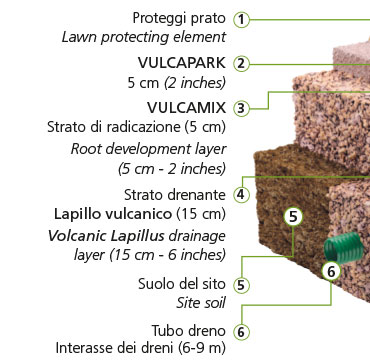 Proteggi prato 1
Lawn protecting element
VULCAPARK 2
5 cm (2 inches)
VULCAMIX 3
Strato di radicazione (5 cm)
Root development layer
(5 cm - 2 inches)
Strato drenante 4
Lapillo vulcanico (15 cm)
Volcanic Lapillus drainage
layer (15 cm - 6 inches)
5
6
Suolo del sito 5
Site soil
Tubo dreno 6
Interasse dei dreni (6-9 m)